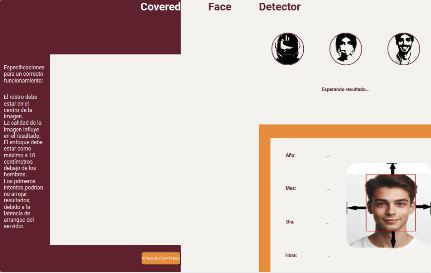 Covered Face Detector
Especificaciones
para un correcto
funcionamiento:
El rostro debe
estar en el
centro de la
imagen.
La calidad de la
imagen influye
en el resultado.
El enfoque debe
estar como
máximo a 10
centímetros
debajo de los
hombros.
Los primeros
intentos podrían
no arrojar
resultados,
debido a la
latencia de
arranque del
servidor.
TOMAR CAPTURA
Esperando resultado...
Año: ...
Mes: ...
Dia: ...
Hora: ...